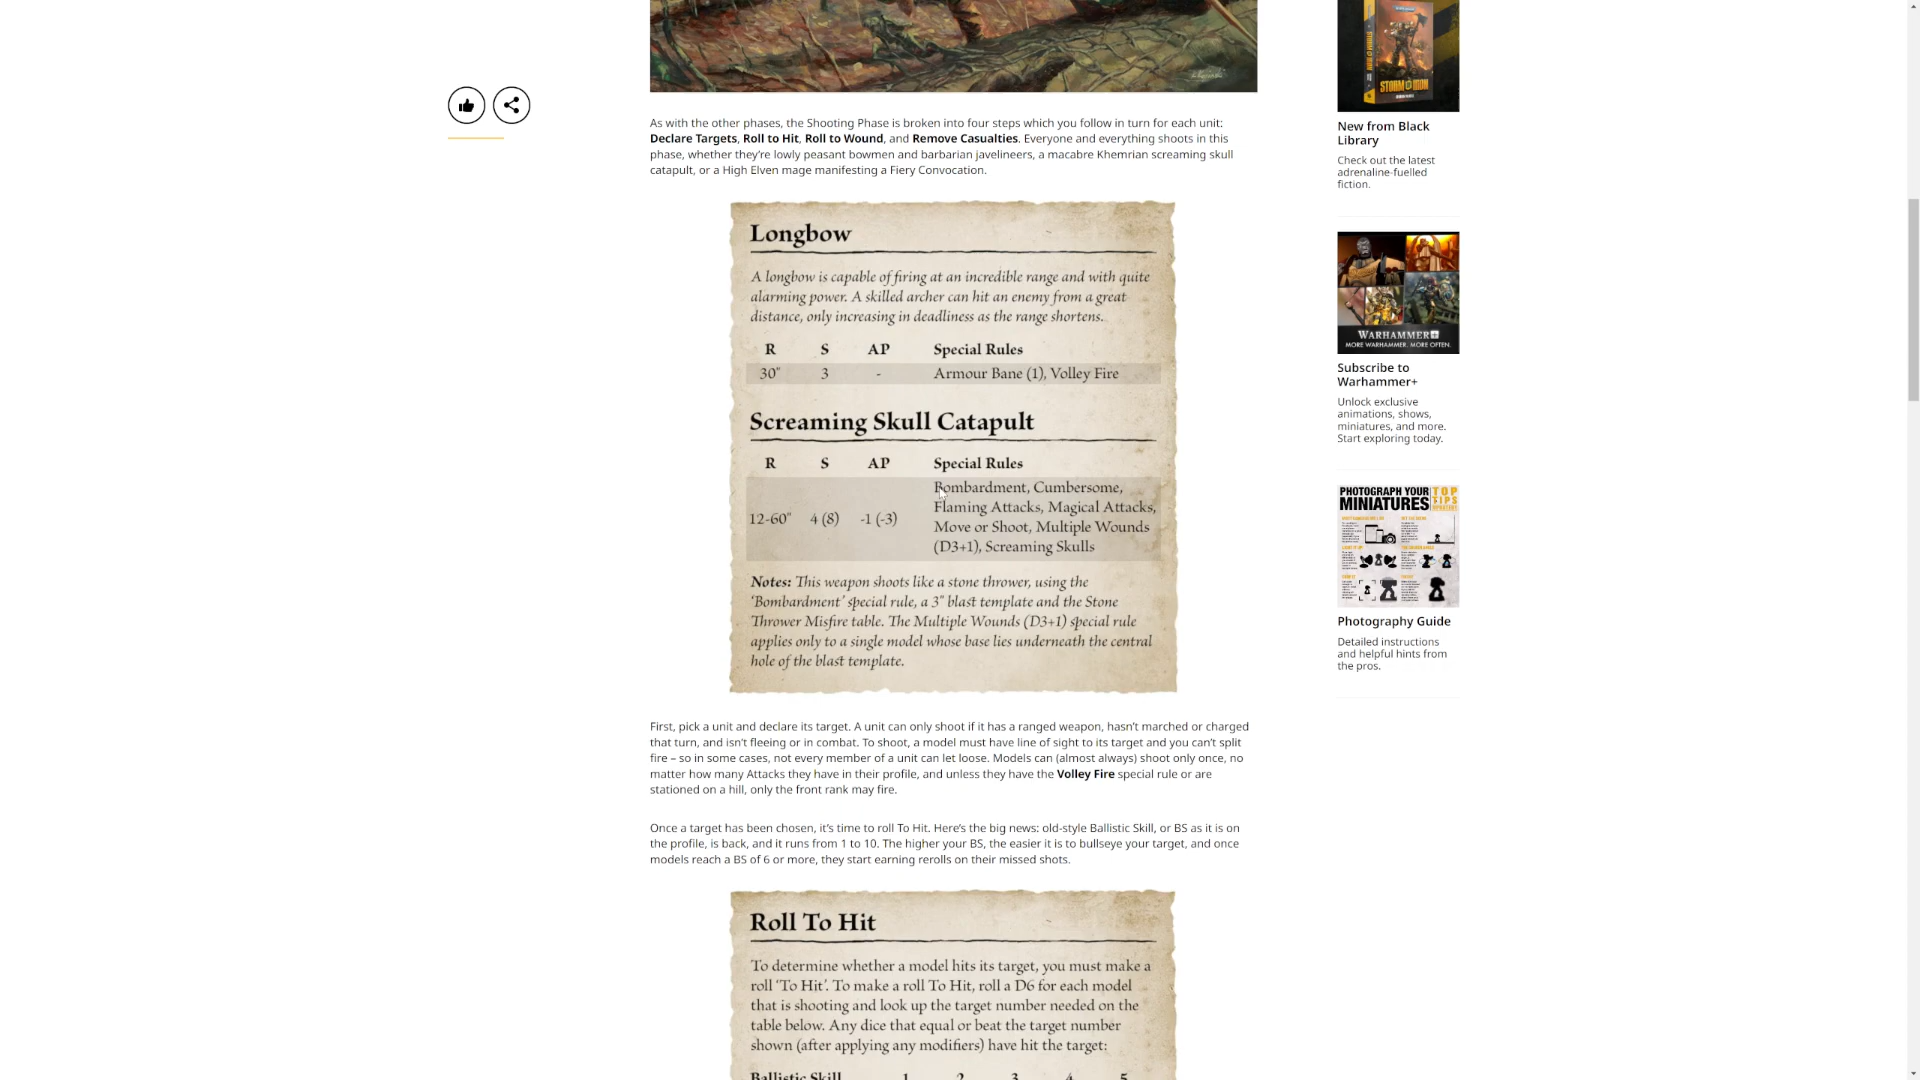 As with the other phases, the Shooting Phase is broken into four steps which you follow in turn for each unit:
Declare Targets, Roll to Hit, Roll to Wound, and Remove Casualties. Everyone and everything shoots in this
phase, whether they’re lowly peasant bowmen and barbarian javelineers, a macabre Khemrian screaming skull
catapult, or a High Elven mage manifesting a Fiery Convocation.
Longbow
A longbow is capable of firing at an incredible range and with quite
alarming power. A skilled archer can hit an enemy from a great
distance, only increasing in deadliness as the range shortens.
R S AP Special Rules
30" 3 - Armour Bane (1), Volley Fire
Screaming Skull Catapult
R S AP Special Rules
Bombardment, Cumbersome,
Flaming Attacks, Magical Attacks,
12-60" 4 (8) -1 (-3) Move or Shoot, Multiple Wounds
(D3+1), Screaming Skulls
Notes: This weapon shoots like a stone thrower, using the
‘Bombardment’ special rule, a 3" blast template and the Stone
Thrower Misfire table. The Multiple Wounds (D3+1) special rule
applies only to a single model whose base lies underneath the central
hole of the blast template.
First, pick a unit and declare its target. A unit can only shoot if it has a ranged weapon, hasn’t marched or charged
that turn, and isn’t fleeing or in combat. To shoot, a model must have line of sight to its target and you can’t split
fire – so in some cases, not every member of a unit can let loose. Models can (almost always) shoot only once, no
matter how many Attacks they have in their profile, and unless they have the Volley Fire special rule or are
stationed on a hill, only the front rank may fire.
Once a target has been chosen, it’s time to roll To Hit. Here’s the big news: old-style Ballistic Skill, or BS as it is on
the profile, is back, and it runs from 1 to 10. The higher your BS, the easier it is to bullseye your target, and once
models reach a BS of 6 or more, they start earning rerolls on their missed shots.
Roll To Hit
To determine whether a model hits its target, you must make a
roll ‘To Hit’. To make a roll To Hit, roll a D6 for each model
that is shooting and look up the target number needed on the
table below. Any dice that equal or beat the target number
shown (after applying any modifiers) have hit the target:
Ballistic Skill 1 2 3 4 5
STORM OF IRON
New from Black
Library
Check out the latest
adrenaline-fuelled
fiction.
WARHAMMER+
MORE WARHAMMER. MORE OFTEN.
Subscribe to
Warhammer+
Unlock exclusive
animations, shows,
miniatures, and more.
Start exploring today.
PHOTOGRAPH YOUR
MINIATURES
TOP
TIPS
Photography Guide
Detailed instructions
and helpful hints from
the pros.